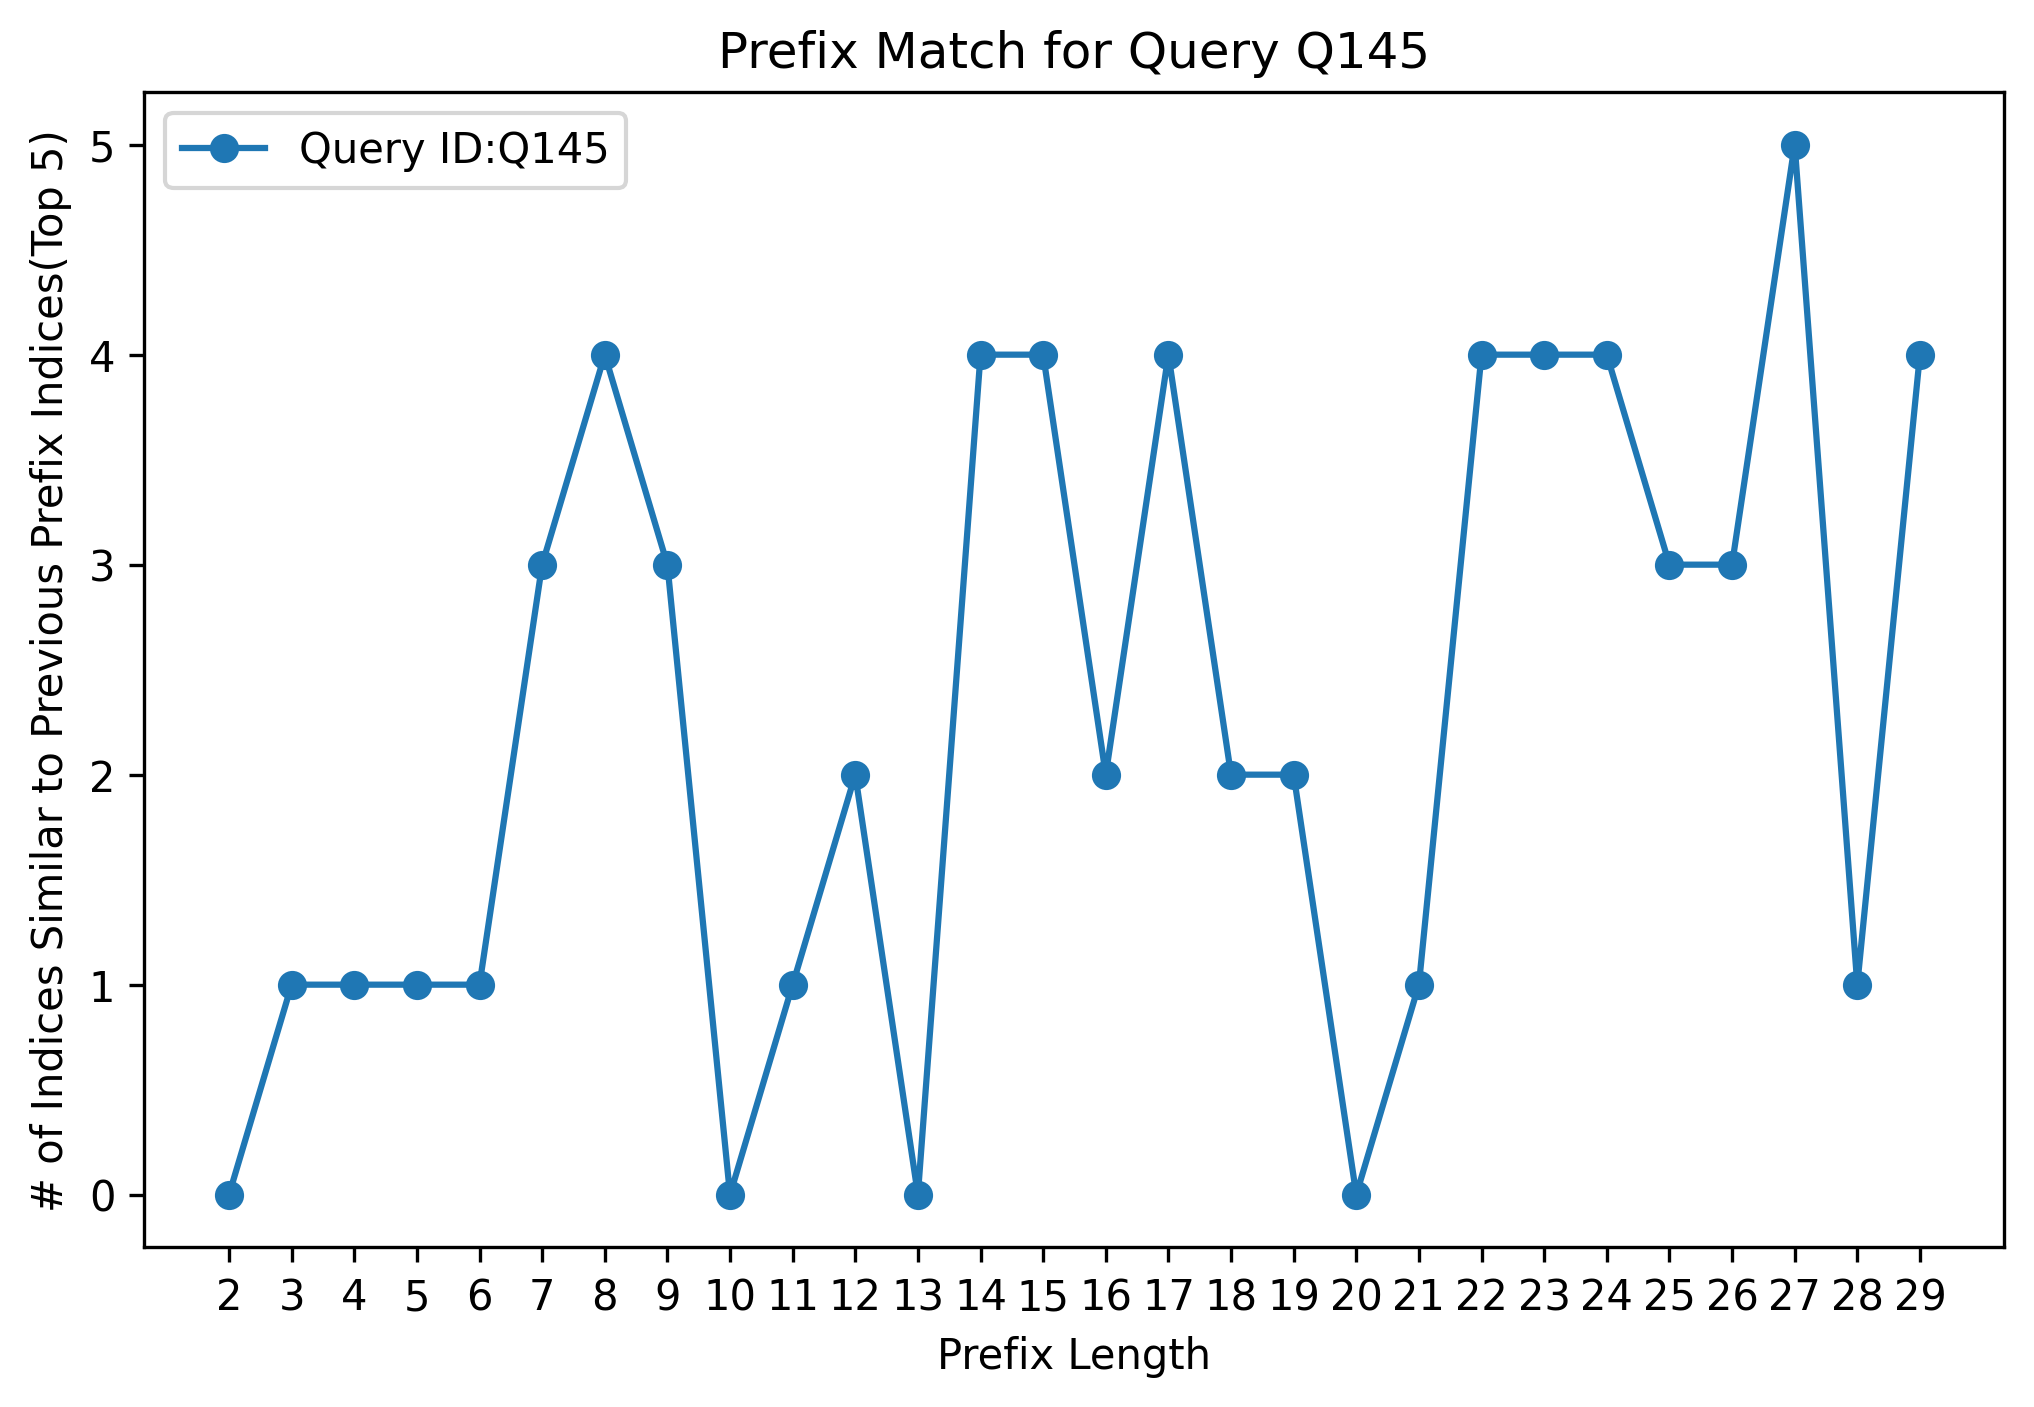 Prefix Match for Query Q145
Query ID:Q145
# of Indices Similar to Previous Prefix Indices(Top 5)
5
4
3
2
1
0
2 3 4 5 6 7 8 9 10 11 12 13 14 15 16 17 18 19 20 21 22 23 24 25 26 27 28 29
Prefix Length